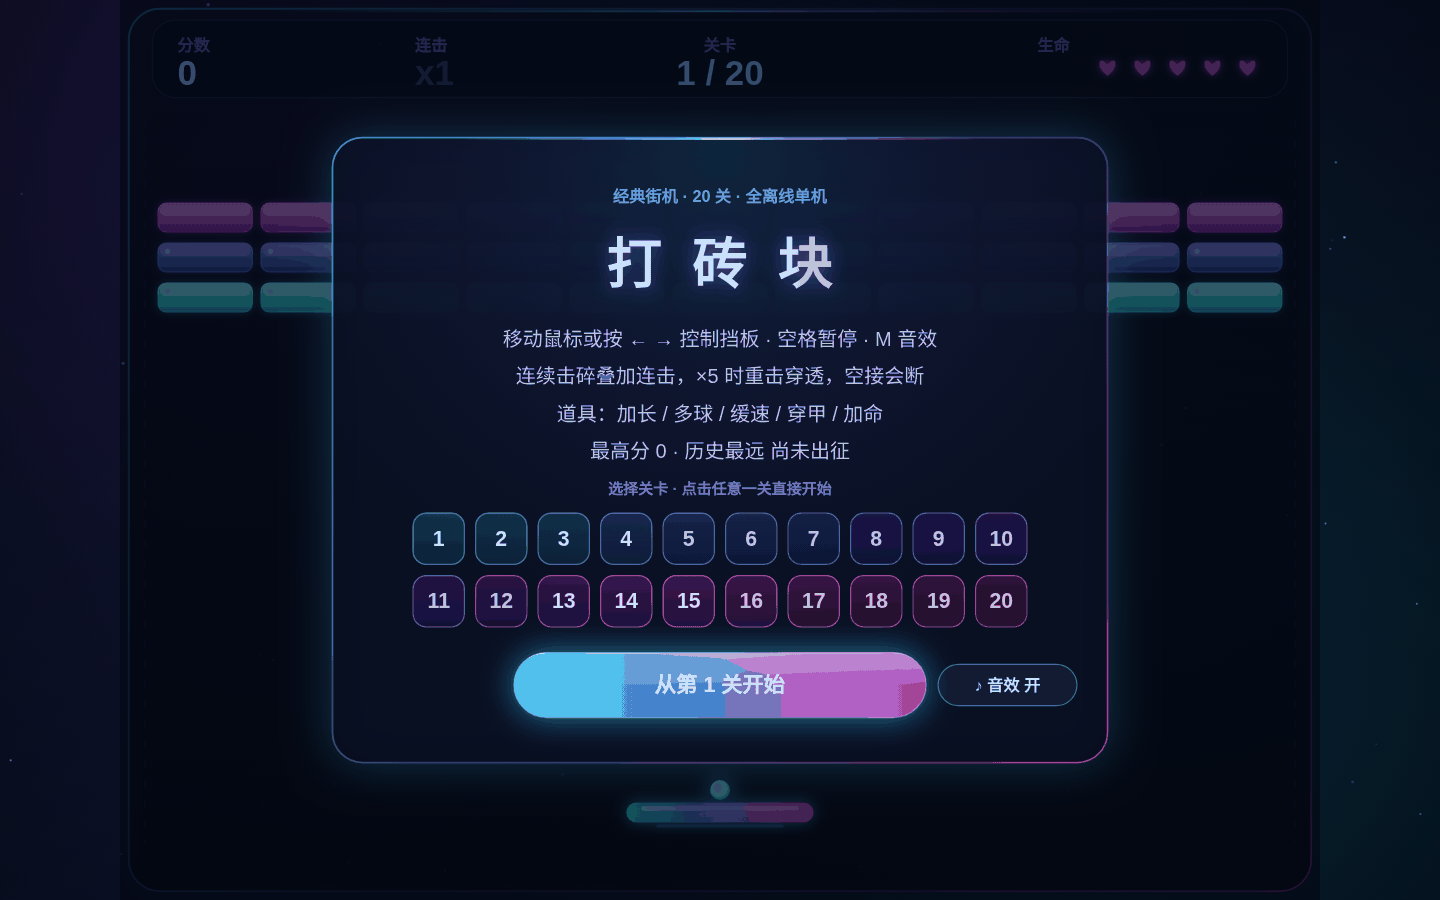 分数 连击 关卡 生命
0 x1 1 / 20
经典街机 · 20 关 · 全离线单机
打砖块
移动鼠标或按 ← → 控制挡板 · 空格暂停 · M 音效
连续击碎叠加连击，×5 时重击穿透，空接会断
道具：加长 / 多球 / 缓速 / 穿甲 / 加命
最高分 0 · 历史最远 尚未出征
选择关卡 · 点击任意一关直接开始
1 2 3 4 5 6 7 8 9 10
11 12 13 14 15 16 17 18 19 20
从第 1 关开始
♪ 音效 开